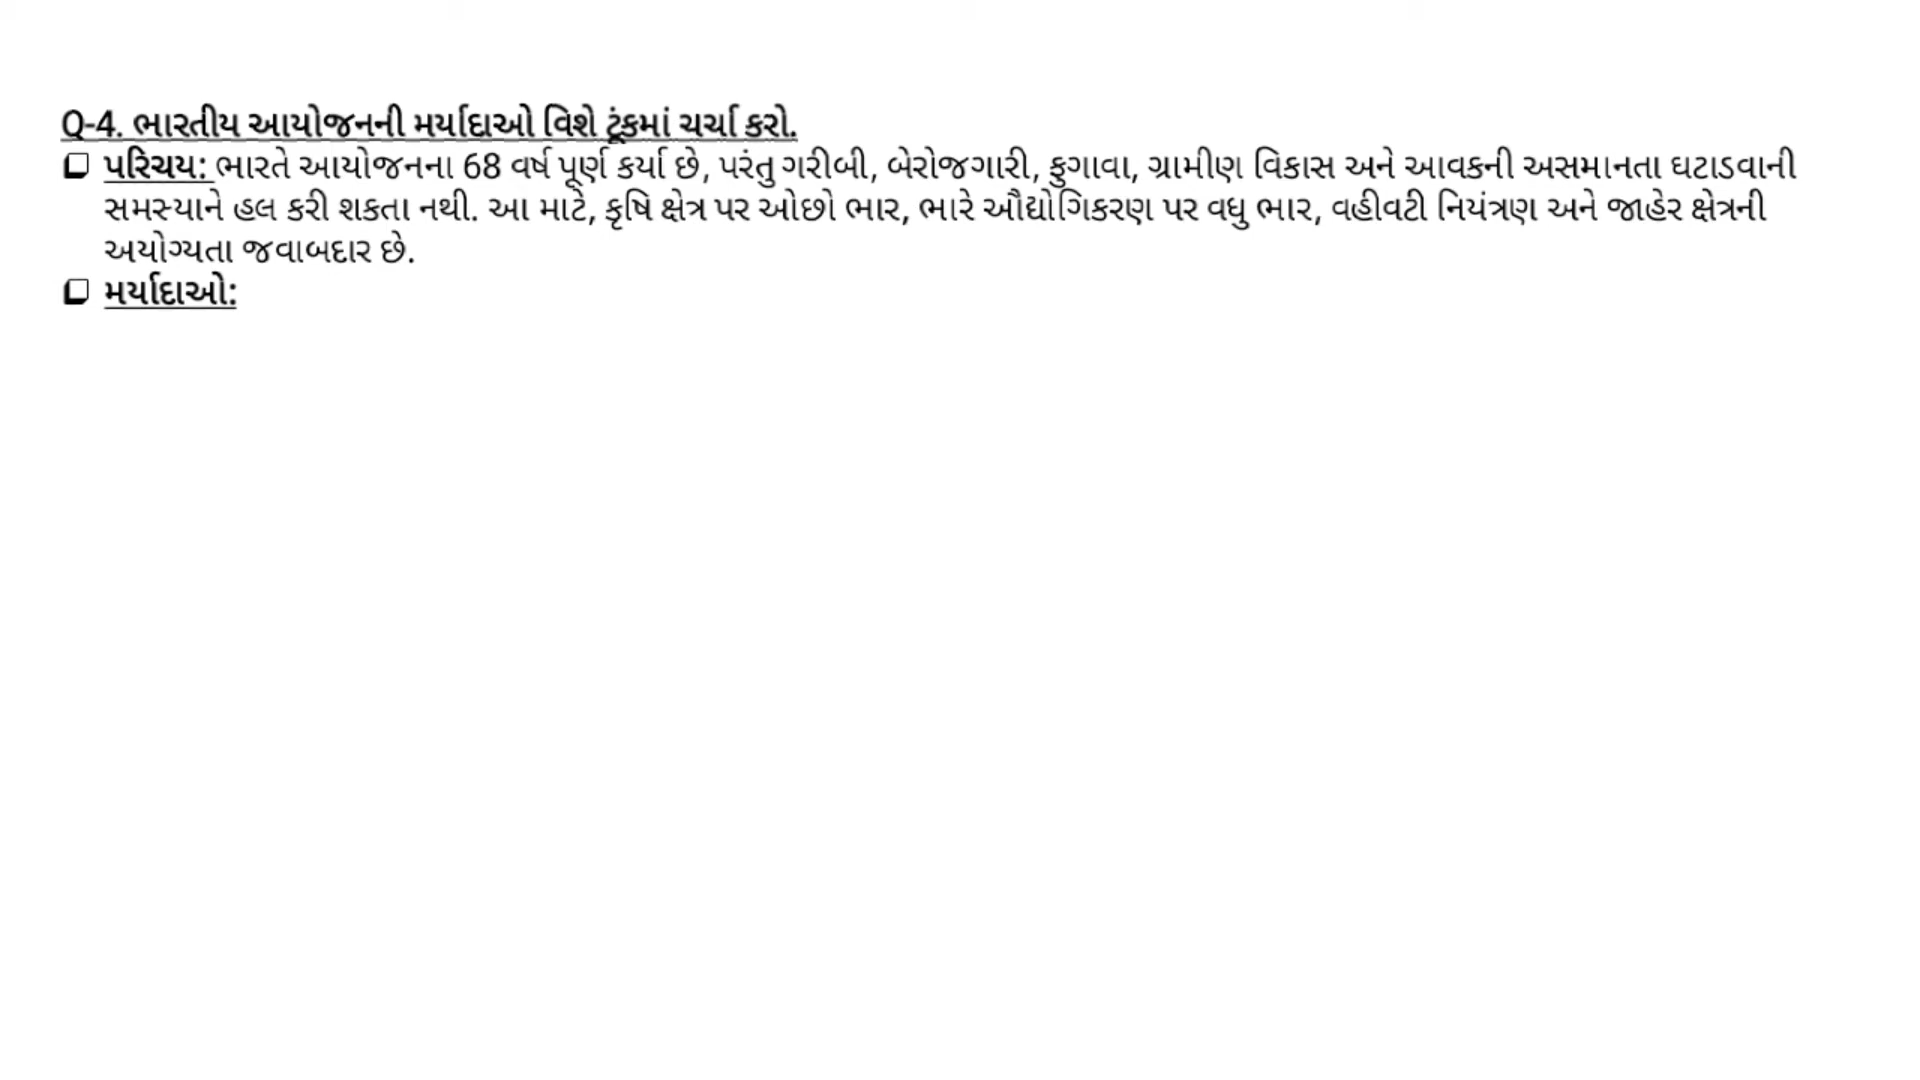 Q-4. ભારતીય આયોજનની મર્યાદાઓ વિશે ટૂંકમાં ચર્ચા કરો.
❑ પરિચય: ભારતે આયોજનના 68 વર્ષ પૂર્ણ કર્યા છે, પરંતુ ગરીબી, બેરોજગારી, ફુગાવા, ગ્રામીણ વિકાસ અને આવકની અસમાનતા ઘટાડવાની
સમસ્યાને હલ કરી શકતા નથી. આ માટે, કૃષિ ક્ષેત્ર પર ઓછો ભાર, ભારે ઔદ્યોગિકરણ પર વધુ ભાર, વહીવટી નિયંત્રણ અને જાહેર ક્ષેત્રની
અયોગ્યતા જવાબદાર છે.
❑ મર્યાદાઓ: